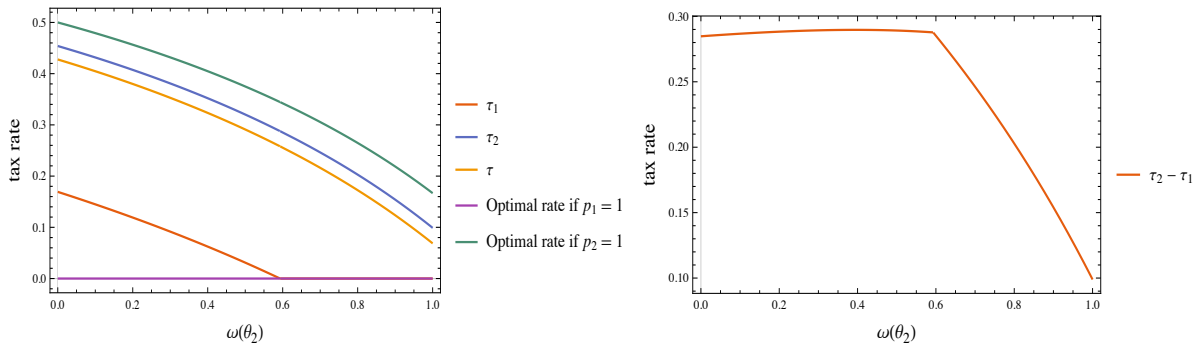 0.5
0.4
0.3
0.2
0.1
0.0
tax rate
0.0 0.2 0.4 0.6 0.8 1.0
ω(θ₂)
τ₁
τ₂
τ
Optimal rate if p₁ = 1
Optimal rate if p₂ = 1
0.30
0.25
0.20
0.15
0.10
tax rate
0.0 0.2 0.4 0.6 0.8 1.0
ω(θ₂)
τ₂ − τ₁